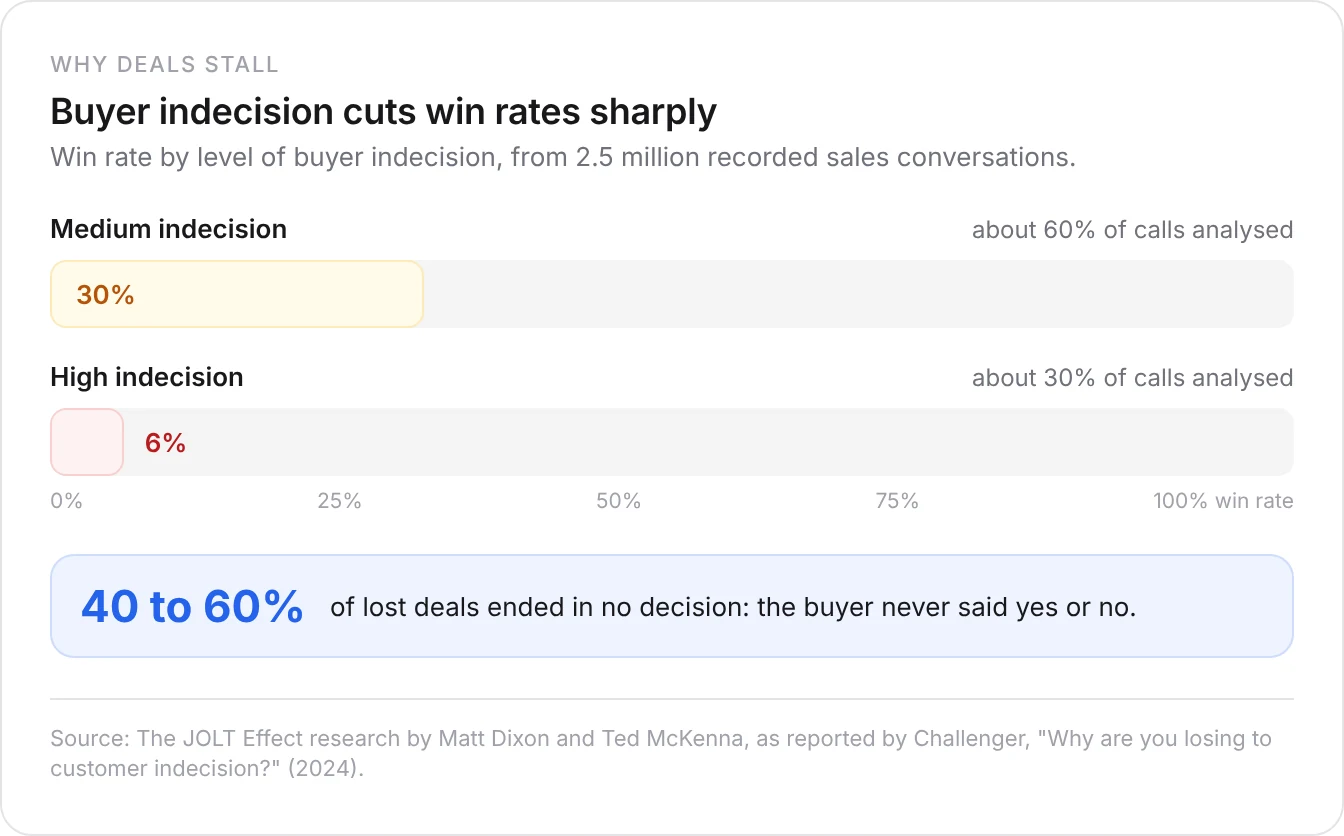 WHY DEALS STALL
Buyer indecision cuts win rates sharply
Win rate by level of buyer indecision, from 2.5 million recorded sales conversations.
Medium indecision
about 60% of calls analysed
30%
High indecision
about 30% of calls analysed
6%
0%
25%
50%
75%
100% win rate
40 to 60%
of lost deals ended in no decision: the buyer never said yes or no.
Source: The JOLT Effect research by Matt Dixon and Ted McKenna, as reported by Challenger, "Why are you losing to
customer indecision?" (2024).